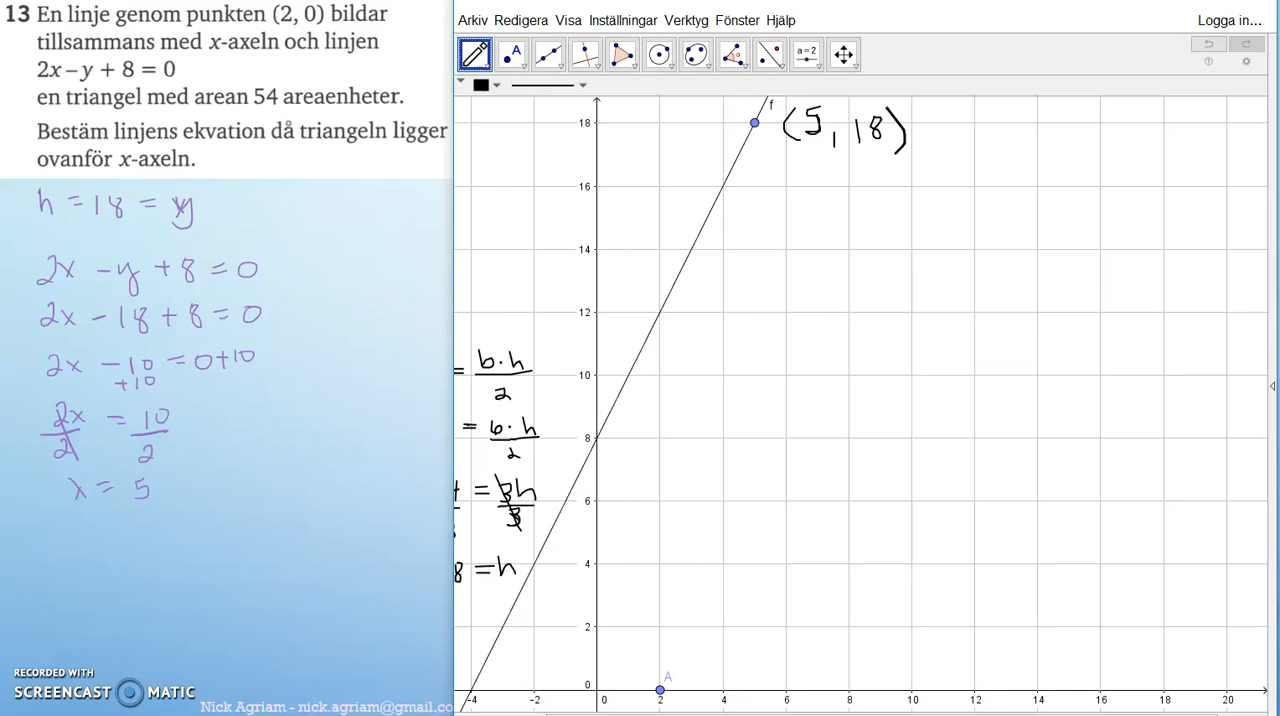 13 En linje genom punkten (2, 0) bildar
tillsammans med x-axeln och linjen
2x – y + 8 = 0
en triangel med arean 54 areaenheter.
Bestäm linjens ekvation då triangeln ligger
ovanför x-axeln.
h = 18 = y
2x - y + 8 = 0
2x - 18 + 8 = 0
2x - 10 = 0+10
+10
2x = 10
2 2
x = 5
RECORDED WITH
SCREENCAST MATIC
Nick Agriam - nick.agriam@gmail.co
Arkiv Redigera Visa Inställningar Verktyg Fönster Hjälp
Logga in...
A
a=2
f
(5, 18)
18
16
14
12
10
8
6
4
2
0
= b·h
2
= 6·h
2
= 3h
3
8 = h
A
-4 -2 0 2 4 6 8 10 12 14 16 18 20